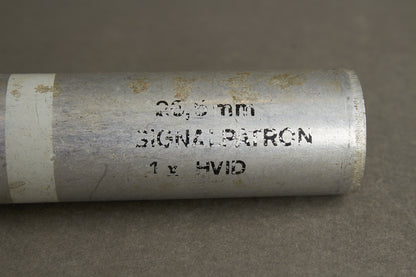 26,5 mm
SIGNALPATRON
1 x HVID